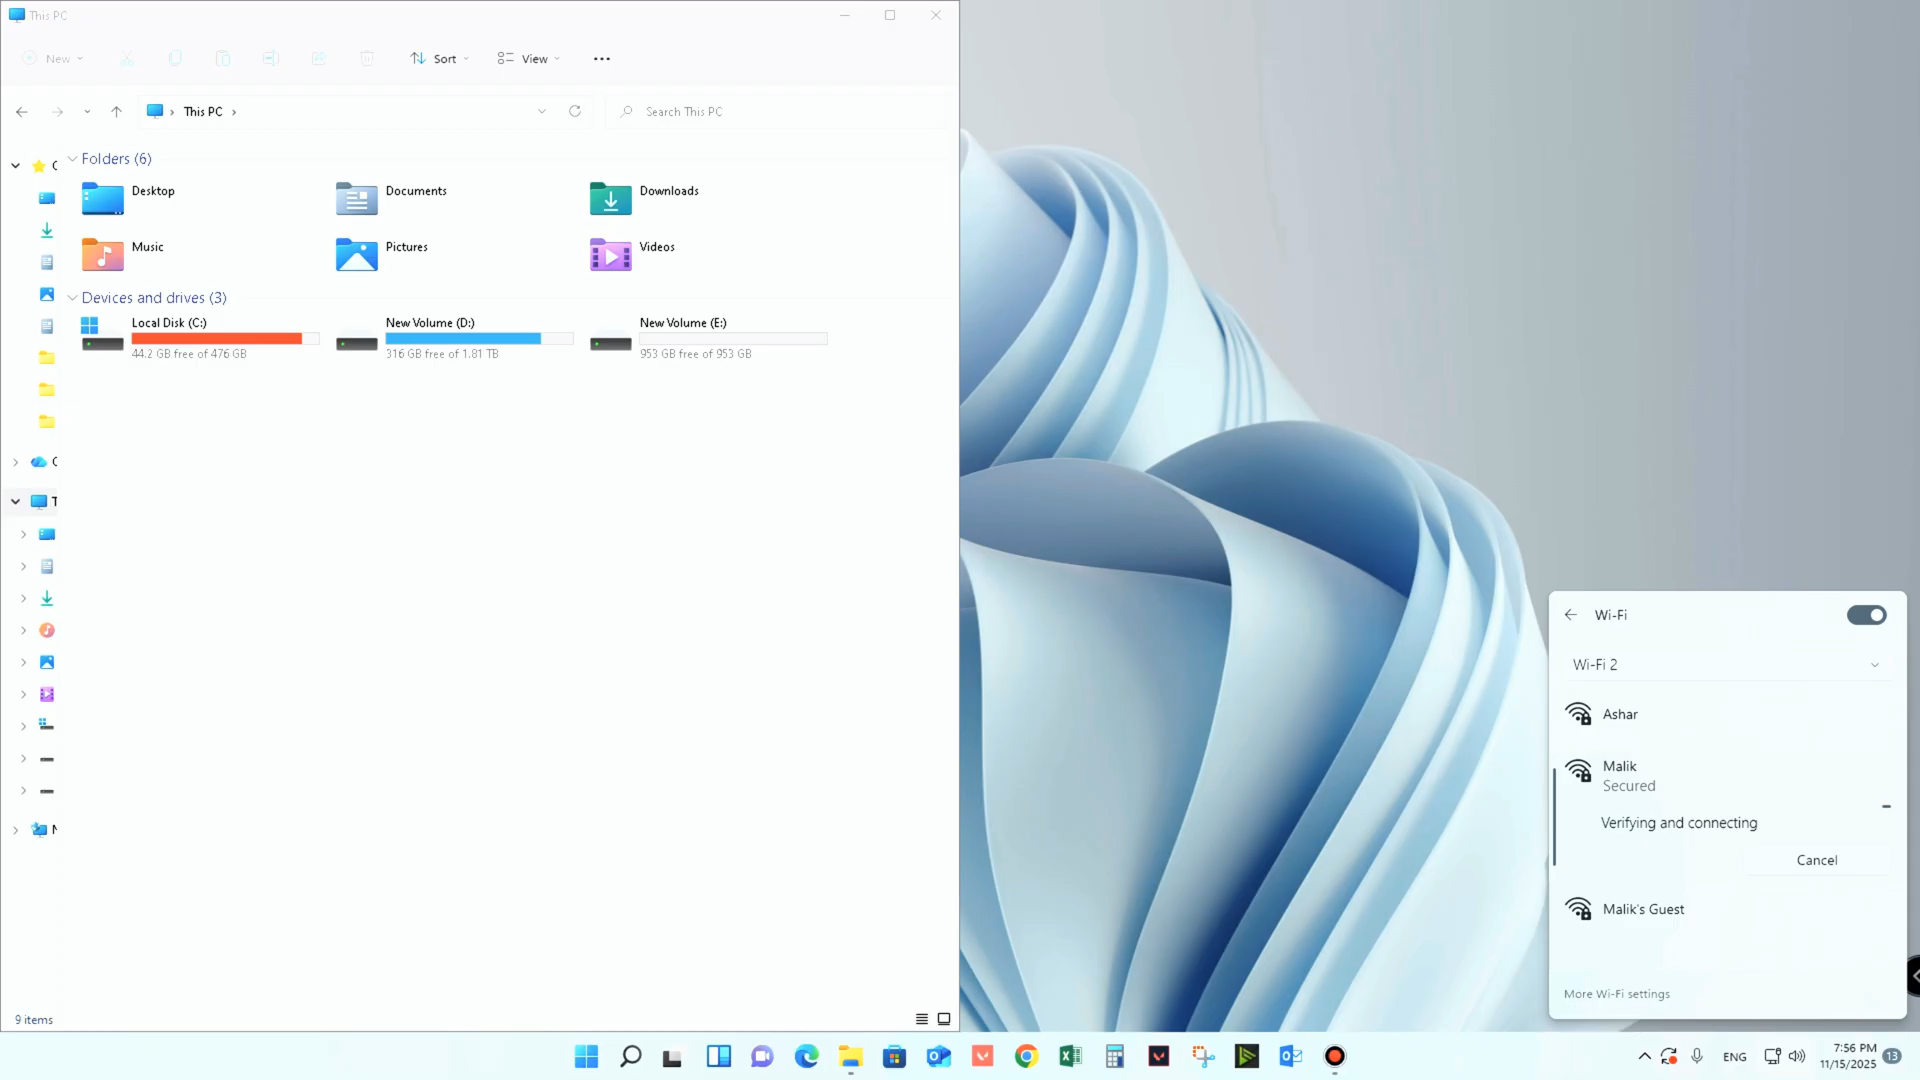 This PC
New
Sort
View
This PC
Search This PC
Folders (6)
Desktop
Documents
Downloads
Music
Pictures
Videos
Devices and drives (3)
Local Disk (C:)
44.2 GB free of 476 GB
New Volume (D:)
316 GB free of 1.81 TB
New Volume (E:)
953 GB free of 953 GB
9 items
Wi-Fi
Wi-Fi 2
Ashar
Malik
Secured
Verifying and connecting
Cancel
Malik's Guest
More Wi-Fi settings
ENG
7:56 PM
11/15/2025
13